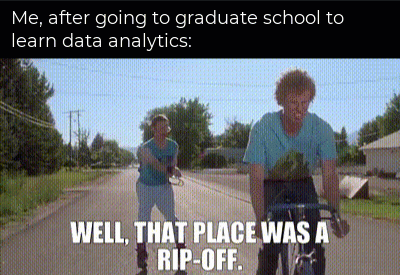 Me, after going to graduate school to
learn data analytics:
WELL, THAT PLACE WAS A
RIP-OFF.